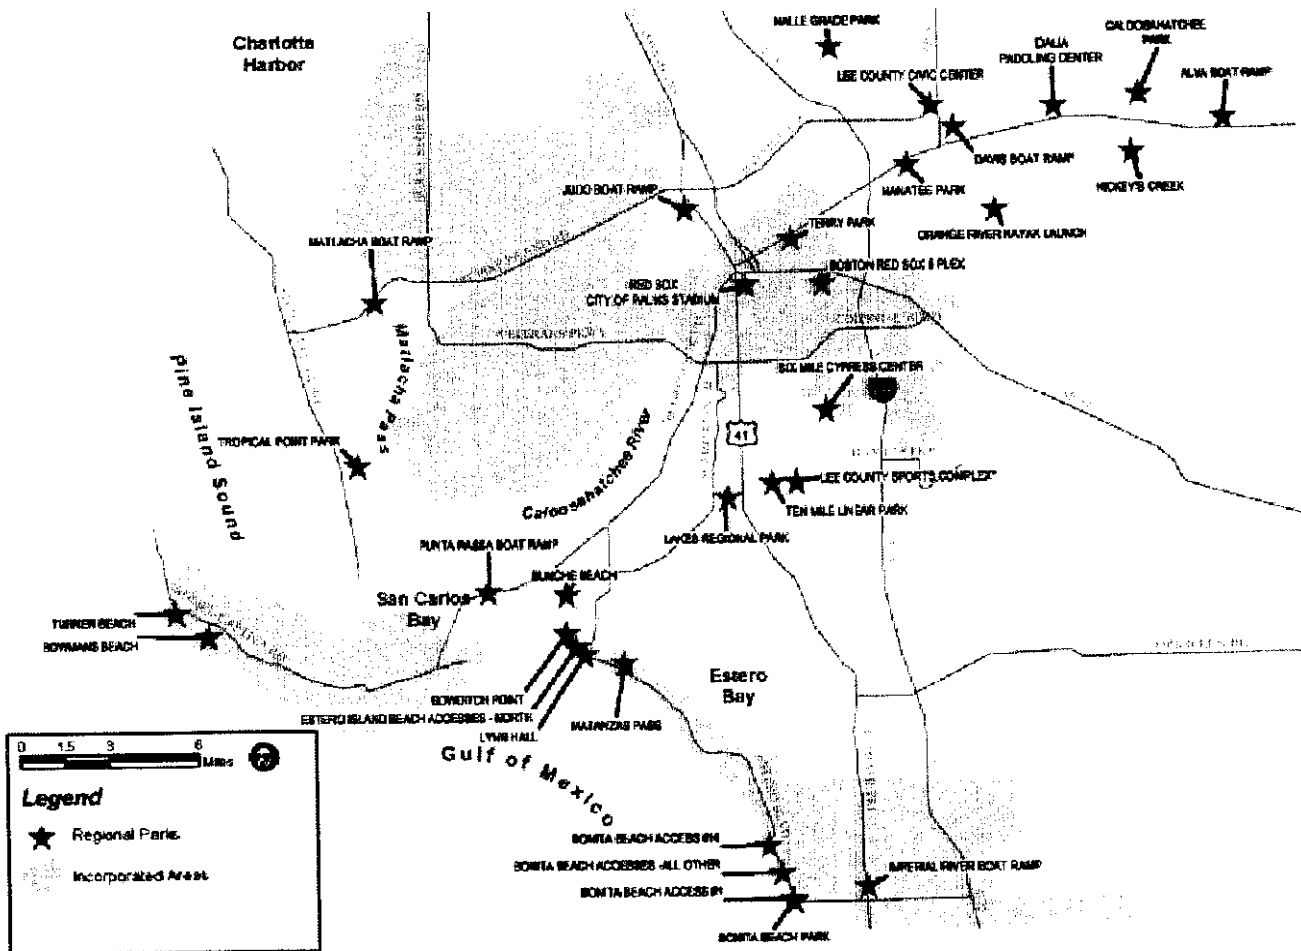 Charlotte
Harbor
NALLE GRADE PARK
CALOOSAHATCHEE
PARK
PADDLING CENTER
LEE COUNTY CIVIC CENTER
ALVA BOAT RAMP
DAVIS BOAT RAMP
MANATEE PARK
HICKEY'S CREEK
JUDD BOAT RAMP
TERRY PARK
ORANGE RIVER KAYAK LAUNCH
MATLACHA BOAT RAMP
RED SOX
CITY OF PALMS STADIUM
BOSTON RED SOX 5 PLEX
Matlacha Pass
Pine Island Sound
SIX MILE CYPRESS CENTER
41
TROPICAL POINT PARK
Caloosahatchee River
LEE COUNTY SPORTS COMPLEX
TEN MILE LINEAR PARK
LAKES REGIONAL PARK
PUNTA RASSA BOAT RAMP
BUNCHE BEACH
San Carlos
Bay
TURNER BEACH
BOWMANS BEACH
Estero
Bay
BOWDITCH POINT
ESTERO ISLAND BEACH ACCESSES - NORTH
LYNN HALL
MATANZAS PASS
Gulf of Mexico
0 1.5 3 6
Miles
Legend
Regional Parks
Incorporated Areas
BONITA BEACH ACCESS #14
BONITA BEACH ACCESSES -ALL OTHER
BONITA BEACH ACCESS #1
IMPERIAL RIVER BOAT RAMP
BONITA BEACH PARK